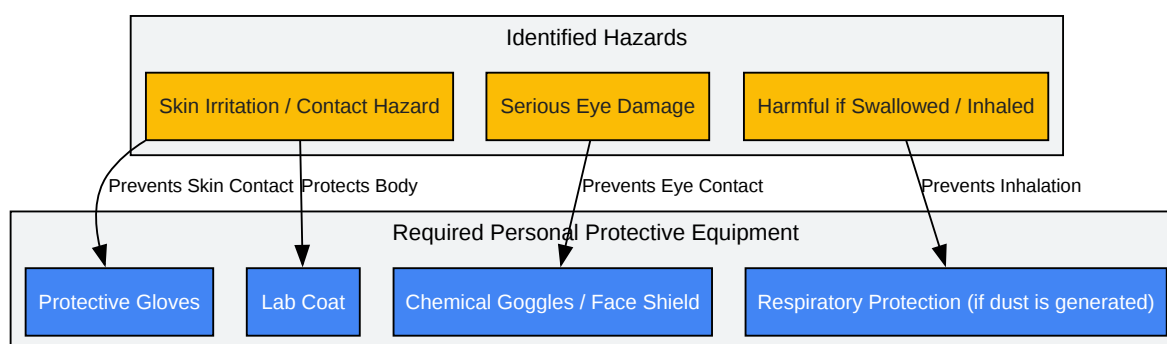 Identified Hazards
Skin Irritation / Contact Hazard
Serious Eye Damage
Harmful if Swallowed / Inhaled
Prevents Skin Contact
Protects Body
Prevents Eye Contact
Prevents Inhalation
Required Personal Protective Equipment
Protective Gloves
Lab Coat
Chemical Goggles / Face Shield
Respiratory Protection (if dust is generated)